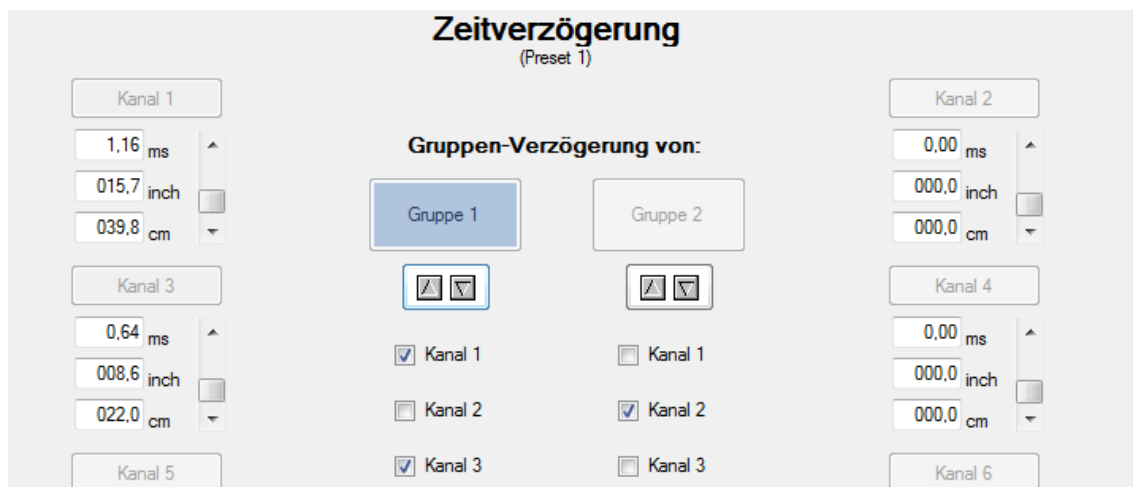 Zeitverzögerung
(Preset 1)
Kanal 1
1,16 ms
015,7 inch
039,8 cm
Kanal 3
0,64 ms
008,6 inch
022,0 cm
Kanal 5
Gruppen-Verzögerung von:
Gruppe 1
Gruppe 2
Kanal 1
Kanal 1
Kanal 2
Kanal 2
Kanal 3
Kanal 3
Kanal 2
0,00 ms
000,0 inch
000,0 cm
Kanal 4
0,00 ms
000,0 inch
000,0 cm
Kanal 6